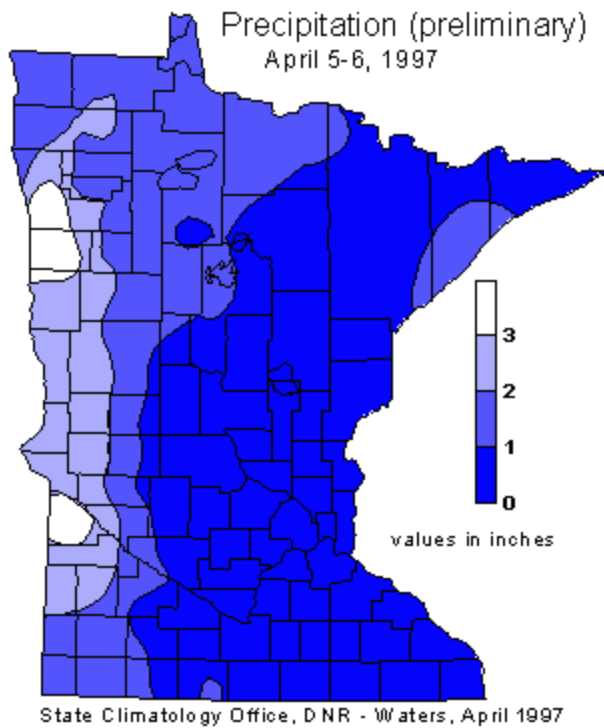 Precipitation (preliminary)
April 5-6, 1997
3
2
1
0
values in inches
State Climatology Office, DNR - Waters, April 1997